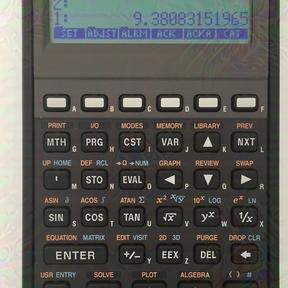 2:
1: 9.38083151965
SET ADJST ALRM ACK ACKA CAT
A B C D E F
PRINT I/O MODES MEMORY LIBRARY PREV
MTH PRG CST VAR ▲ NXT
G H I J K L
UP HOME DEF RCL →Q →NUM GRAPH REVIEW SWAP
' STO EVAL ◀ ▼ ▶
M N O P Q R
ASIN ∂ ACOS ∫ ATAN Σ x² ˣ√y 10ˣ LOG eˣ LN
SIN COS TAN √x yˣ 1/x
S T U V W X
EQUATION MATRIX EDIT VISIT 2D 3D PURGE DROP CLR
ENTER +/− EEX DEL ⬅
Y Z
USR ENTRY SOLVE PLOT ALGEBRA ( ) #